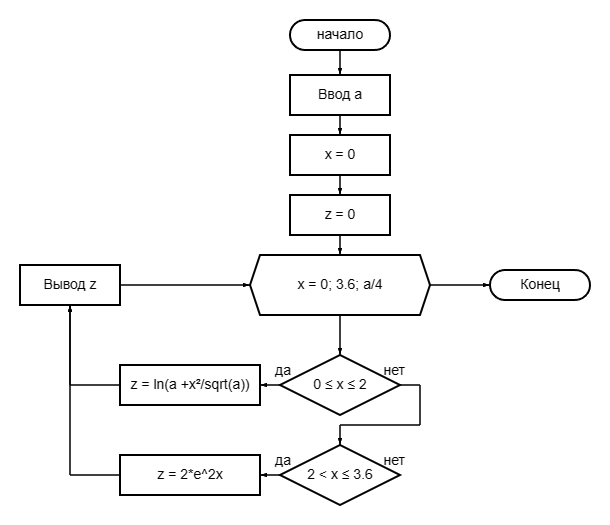 начало
Ввод a
x = 0
z = 0
x = 0; 3.6; a/4
Вывод z
Конец
да
нет
0 ≤ x ≤ 2
z = ln(a +x²/sqrt(a))
да
нет
2 < x ≤ 3.6
z = 2*e^2x